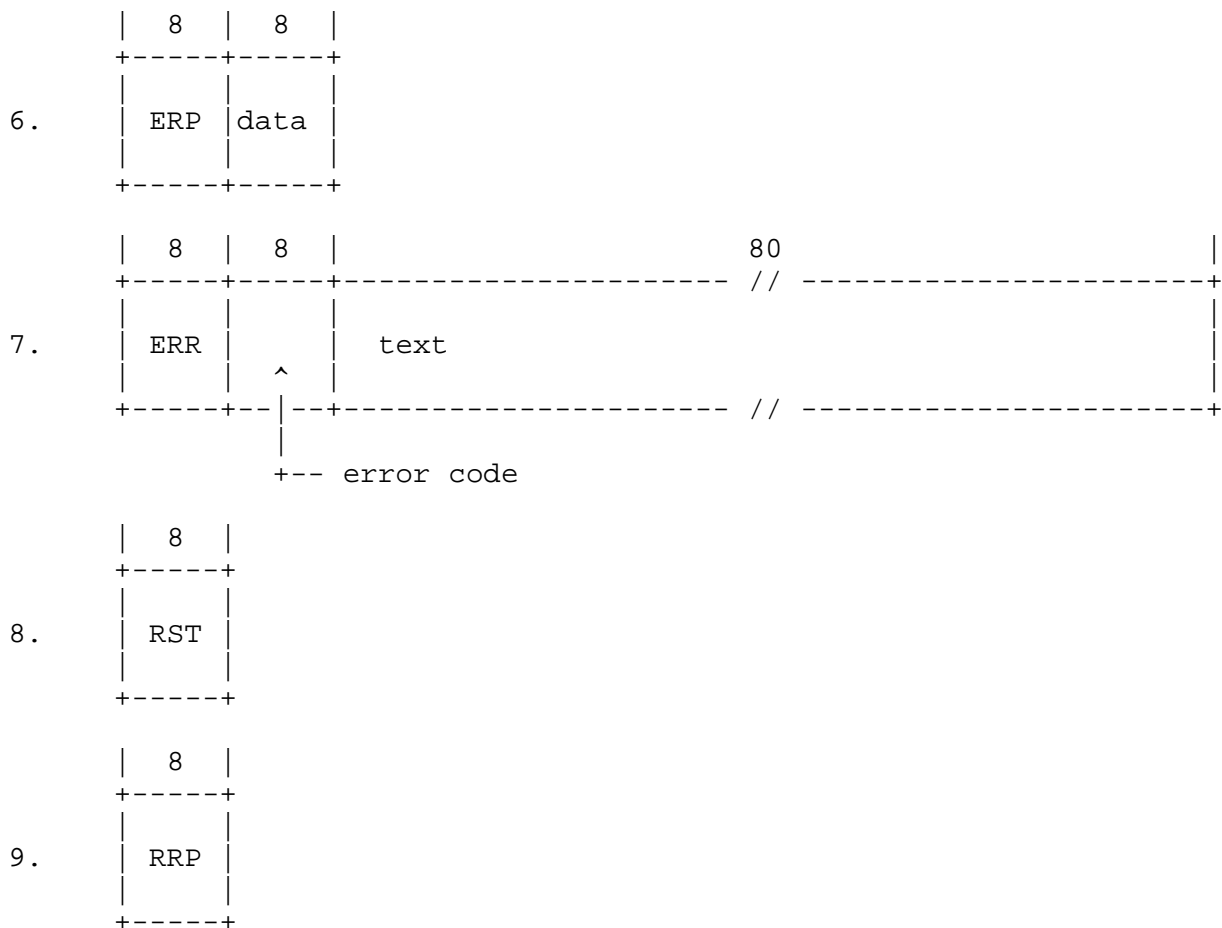 | 8 | 8 |
+-----+-----+
6. | ERP |data |
+-----+-----+
| 8 | 8 | 80 |
+-----+-----+---------------------- // -----------------------+
7. | ERR | | text |
^
+-----+--|--+---------------------- // -----------------------+
|
+-- error code
| 8 |
+-----+
8. | RST |
+-----+
| 8 |
+-----+
9. | RRP |
+-----+